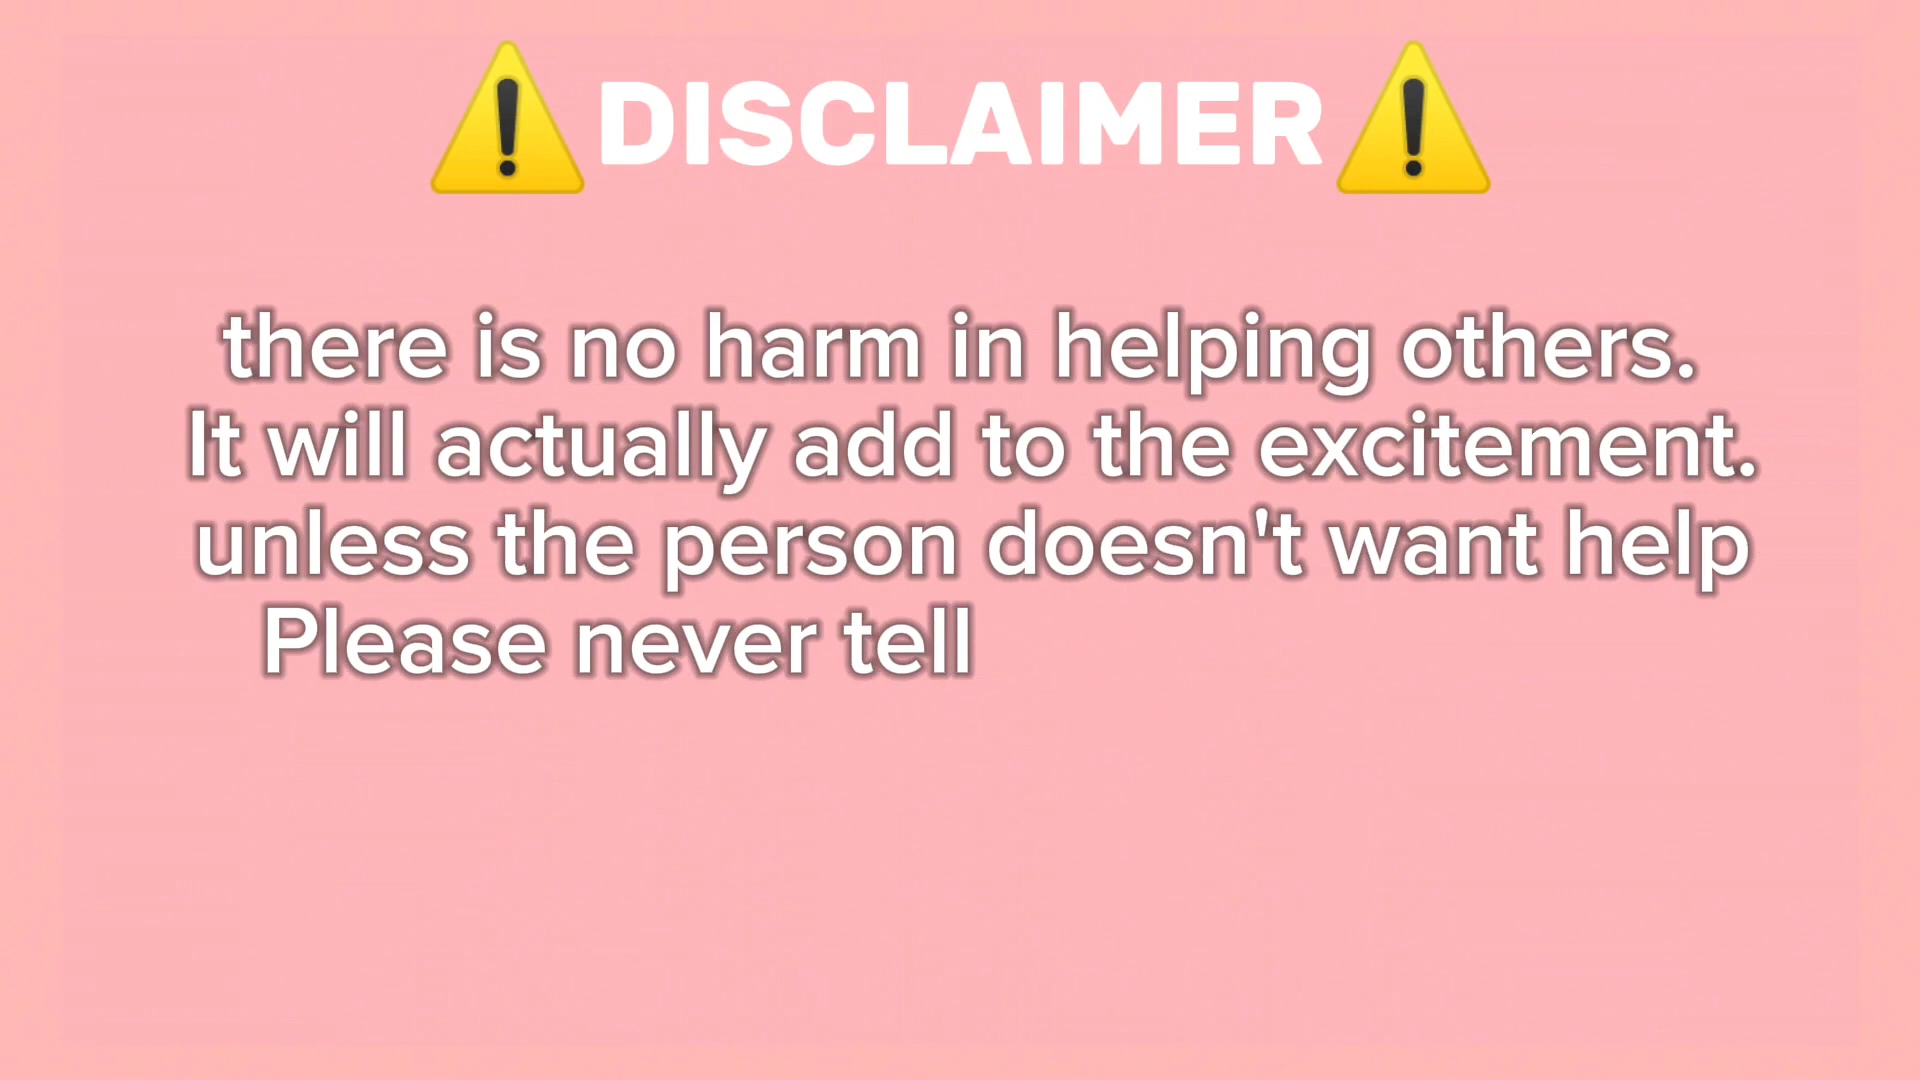 ⚠️DISCLAIMER⚠️
there is no harm in helping others.
It will actually add to the excitement.
unless the person doesn't want help
Please never tell